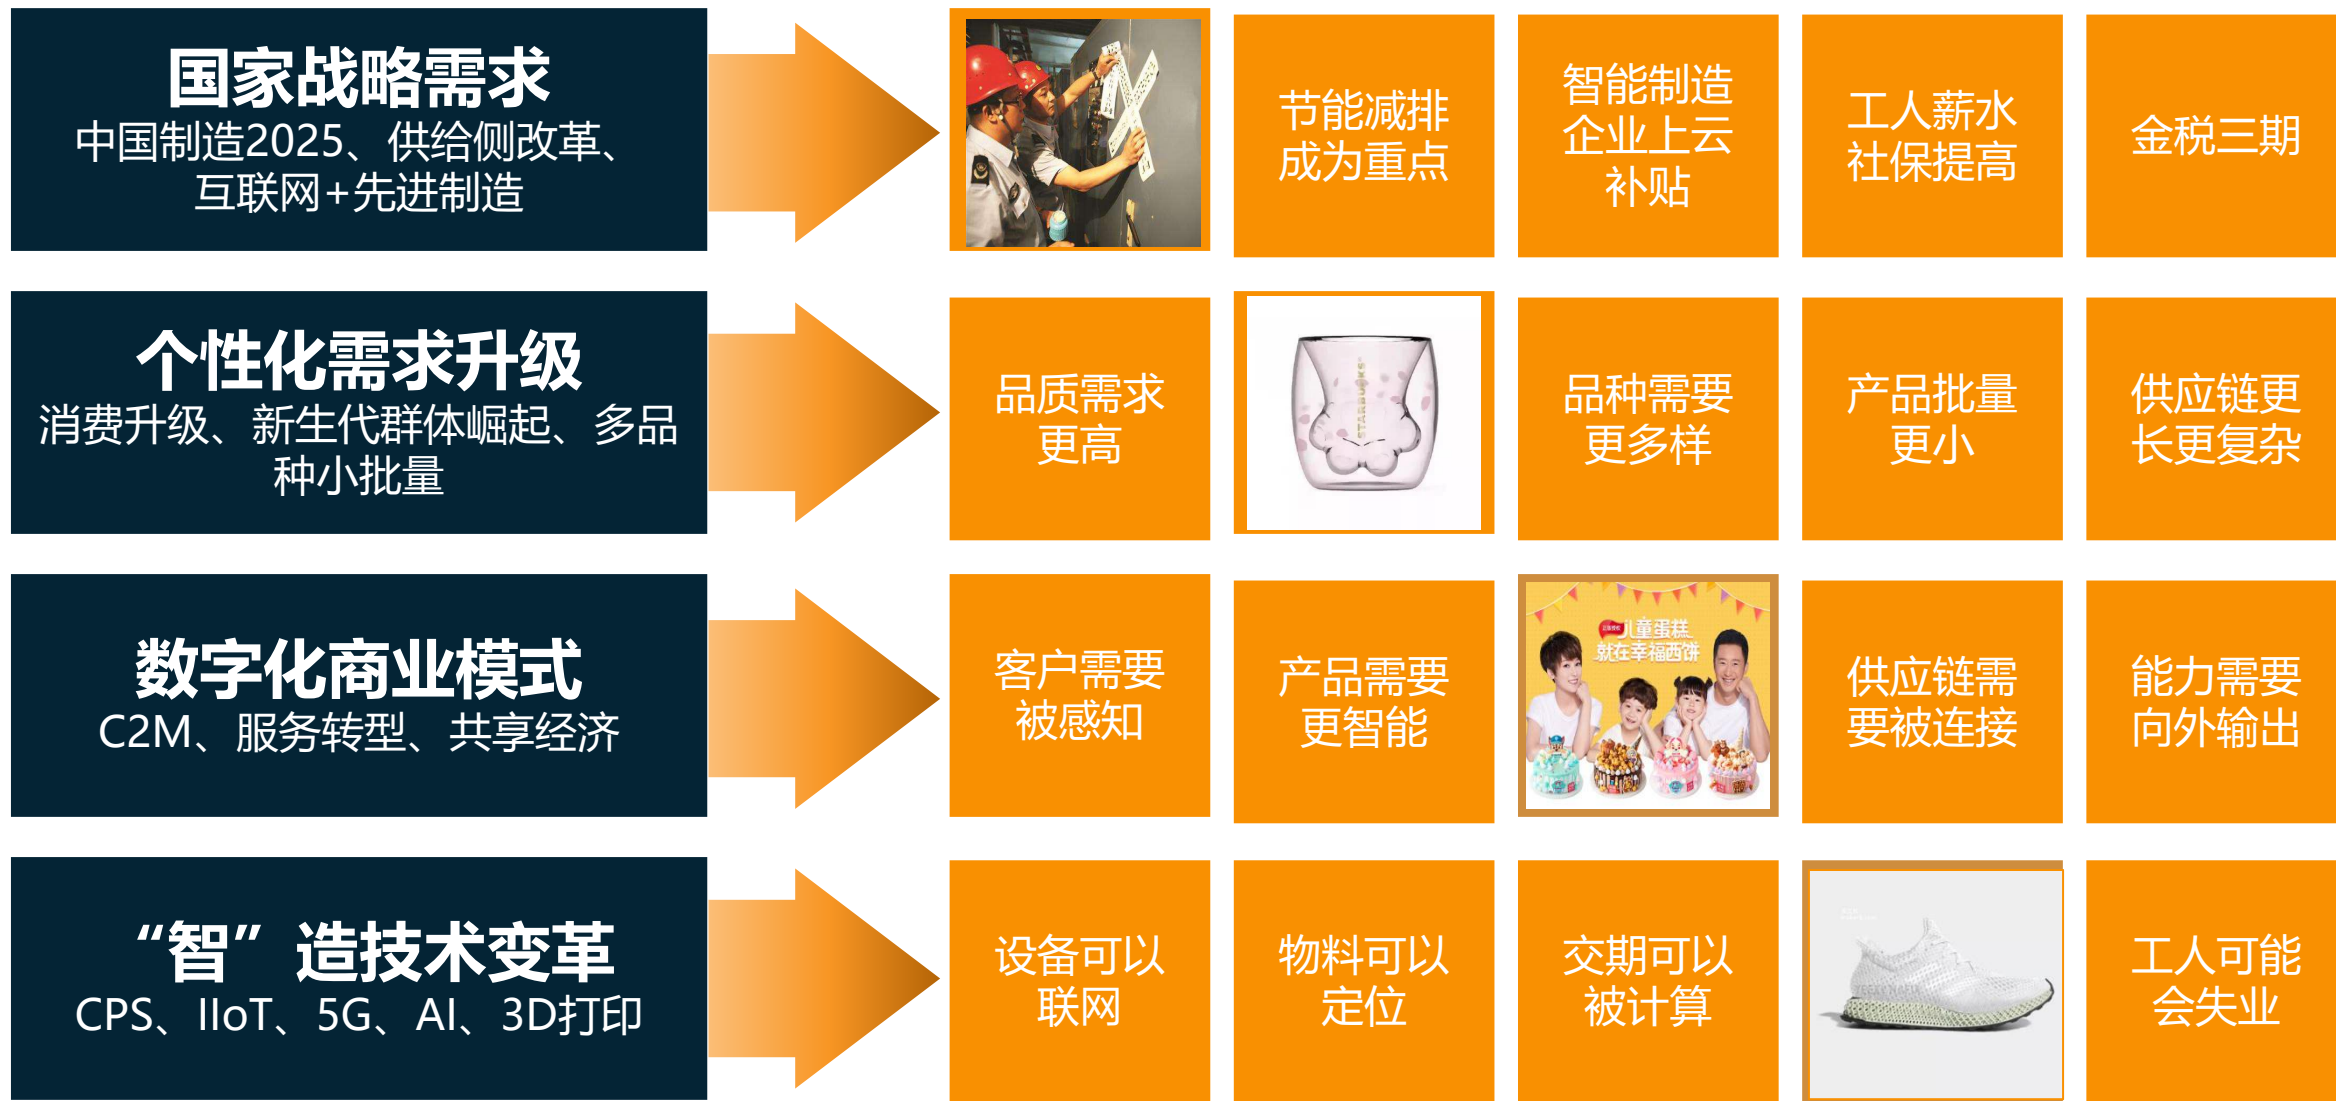 国家战略需求
中国制造2025、供给侧改革、
互联网+先进制造
节能减排
成为重点
智能制造
企业上云
补贴
工人薪水
社保提高
金税三期
个性化需求升级
消费升级、新生代群体崛起、多品
种小批量
品质需求
更高
STARBUCKS
品种需要
更多样
产品批量
更小
供应链更
长更复杂
数字化商业模式
C2M、服务转型、共享经济
客户需要
被感知
产品需要
更智能
儿童蛋糕
就在幸福西饼
供应链需
要被连接
能力需要
向外输出
“智”造技术变革
CPS、IIoT、5G、AI、3D打印
设备可以
联网
物料可以
定位
交期可以
被计算
工人可能
会失业